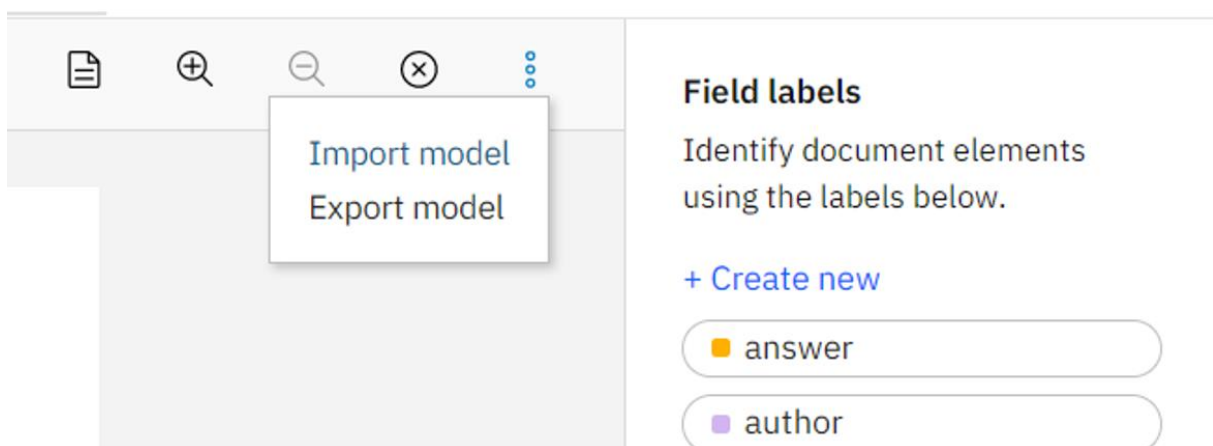 Import model
Export model
Field labels
Identify document elements
using the labels below.
+ Create new
answer
author